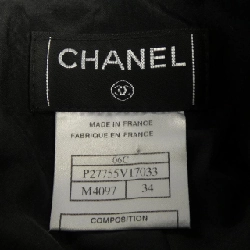 CHANEL
MADE IN FRANCE
FABRIQUE EN FRANCE
06C
P27755V17033
M4097 34
COMPOSITION